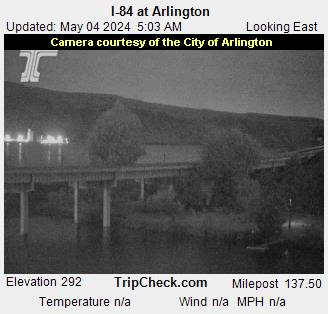 I-84 at Arlington
Updated: May 04 2024 5:03 AM Looking East
Camera courtesy of the City of Arlington
Elevation 292 TripCheck.com Milepost 137.50
Temperature n/a Wind n/a MPH n/a